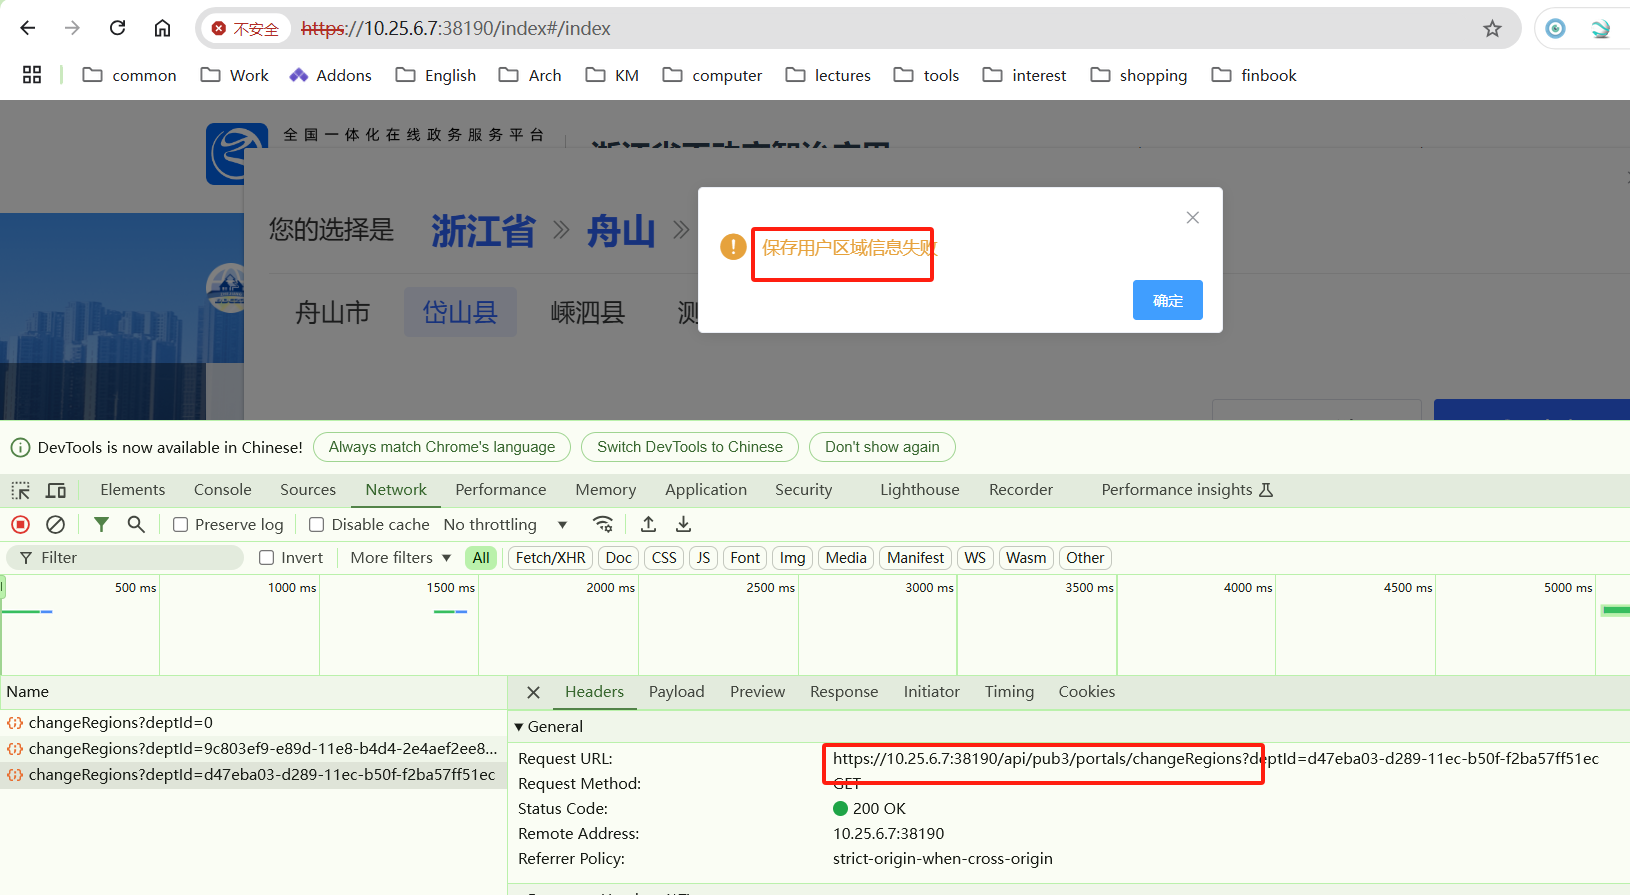 不安全 https://10.25.6.7:38190/index#/index
common Work Addons English Arch KM computer lectures tools interest shopping finbook
全国一体化在线政务服务平台
您的选择是 浙江省 » 舟山 »
保存用户区域信息失败
确定
舟山市 岱山县 嵊泗县
DevTools is now available in Chinese! Always match Chrome's language Switch DevTools to Chinese Don't show again
Elements Console Sources Network Performance Memory Application Security Lighthouse Recorder Performance insights
Preserve log Disable cache No throttling
Filter Invert More filters All Fetch/XHR Doc CSS JS Font Img Media Manifest WS Wasm Other
500 ms 1000 ms 1500 ms 2000 ms 2500 ms 3000 ms 3500 ms 4000 ms 4500 ms 5000 ms
Name
changeRegions?deptId=0
changeRegions?deptId=9c803ef9-e89d-11e8-b4d4-2e4aef2ee8...
changeRegions?deptId=d47eba03-d289-11ec-b50f-f2ba57ff51ec
Headers Payload Preview Response Initiator Timing Cookies
General
Request URL: https://10.25.6.7:38190/api/pub3/portals/changeRegions?deptId=d47eba03-d289-11ec-b50f-f2ba57ff51ec
Request Method: GET
Status Code: 200 OK
Remote Address: 10.25.6.7:38190
Referrer Policy: strict-origin-when-cross-origin